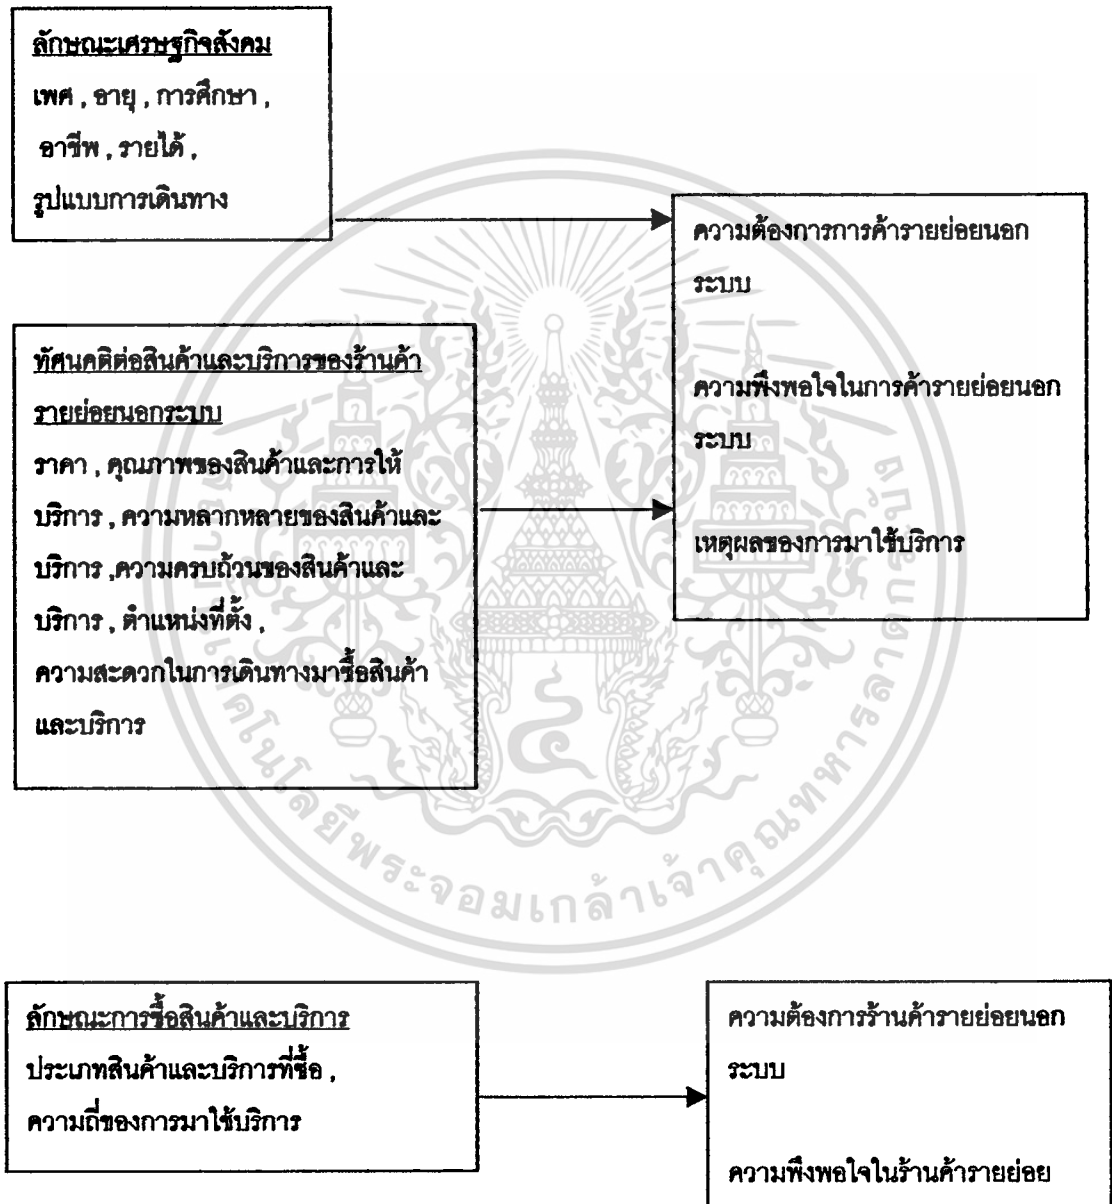 ลักษณะเศรษฐกิจสังคม
เพศ , อายุ , การศึกษา ,
อาชีพ , รายได้ ,
รูปแบบการเดินทาง
ความต้องการการค้ารายย่อยนอก
ระบบ
ความพึงพอใจในการค้ารายย่อยนอก
ระบบ
เหตุผลของการมาใช้บริการ
ทัศนคติต่อสินค้าและบริการของร้านค้า
รายย่อยนอกระบบ
ราคา , คุณภาพของสินค้าและการให้
บริการ , ความหลากหลายของสินค้าและ
บริการ ,ความครบถ้วนของสินค้าและ
บริการ , ตำแหน่งที่ตั้ง ,
ความสะดวกในการเดินทางมาซื้อสินค้า
และบริการ
ลักษณะการซื้อสินค้าและบริการ
ประเภทสินค้าและบริการที่ซื้อ ,
ความถี่ของการมาใช้บริการ
ความต้องการร้านค้ารายย่อยนอก
ระบบ
ความพึงพอใจในร้านค้ารายย่อย